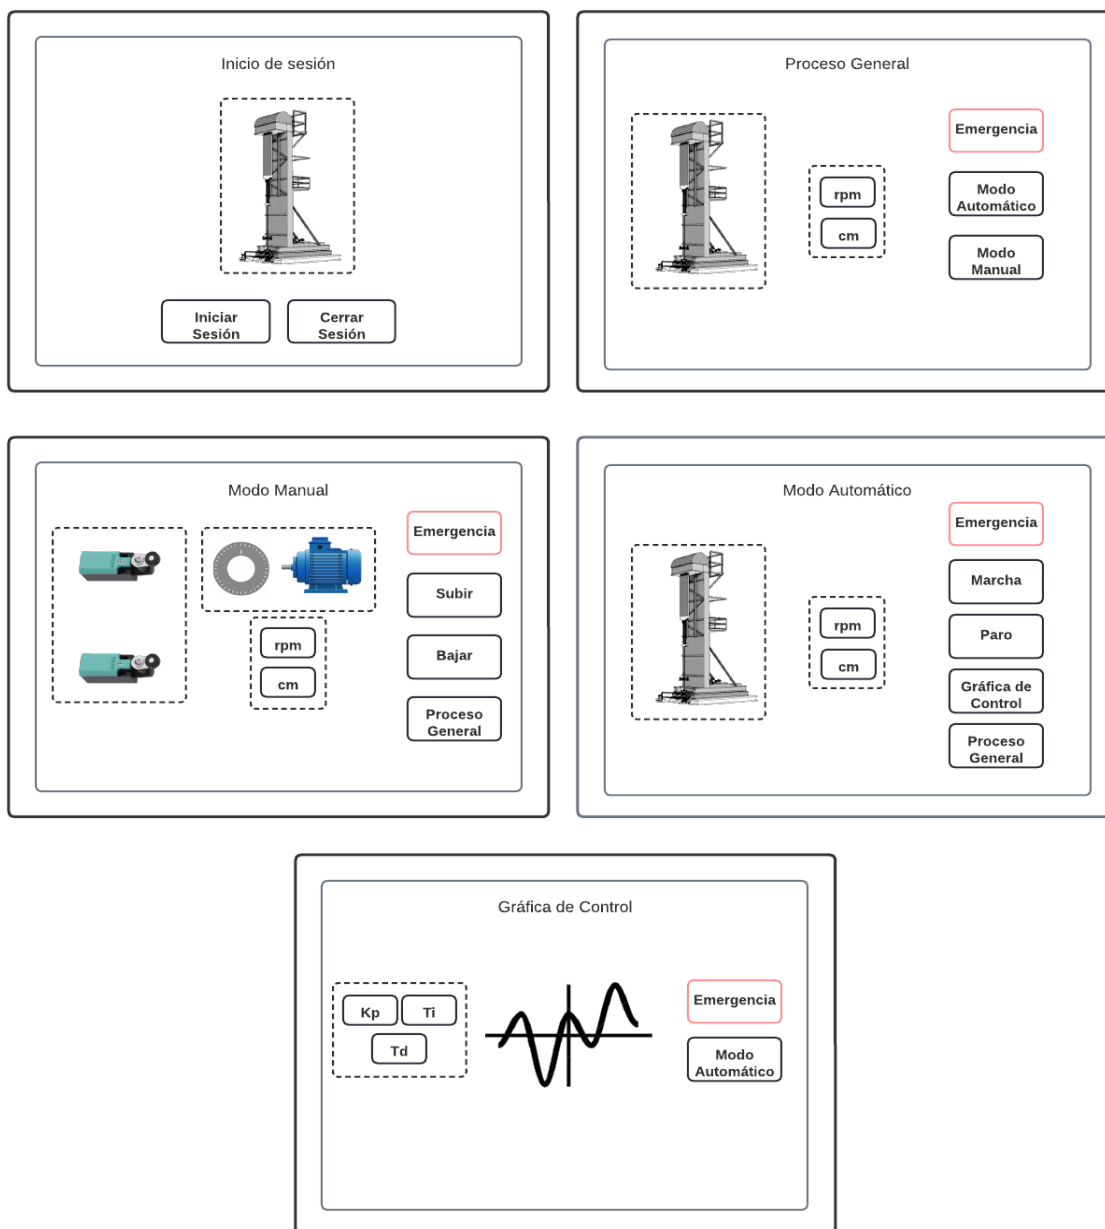 Inicio de sesión
Iniciar
Sesión
Cerrar
Sesión
Proceso General
rpm
cm
Emergencia
Modo
Automático
Modo
Manual
Modo Manual
rpm
cm
Emergencia
Subir
Bajar
Proceso
General
Modo Automático
rpm
cm
Emergencia
Marcha
Paro
Gráfica de
Control
Proceso
General
Gráfica de Control
Kp
Ti
Td
Emergencia
Modo
Automático